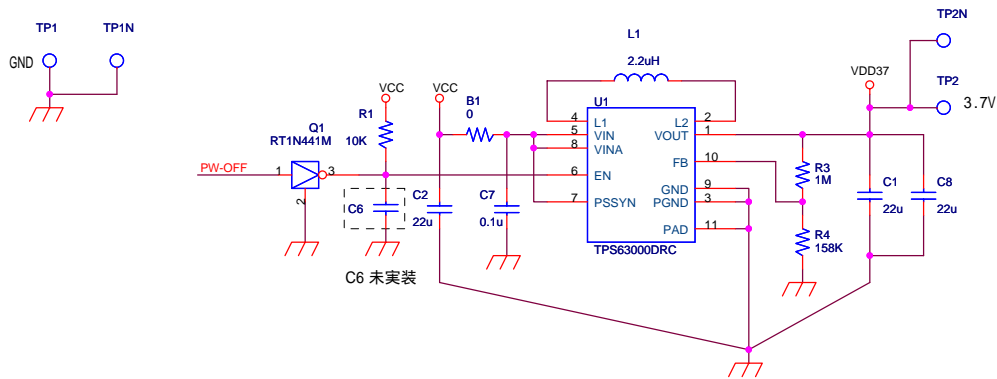 TP1
TP1N
GND
TP2N
TP2
3.7V
VDD37
L1
2.2uH
VCC
VCC
R1
10K
B1
0
Q1
RT1N441M
PW-OFF
1
3
2
C6
C2
22u
C7
0.1u
C6 未実装
U1
4
5
8
6
7
L1
VIN
VINA
EN
PSSYN
L2
VOUT
FB
GND
PGND
PAD
2
1
10
9
3
11
TPS63000DRC
R3
1M
R4
158K
C1
22u
C8
22u